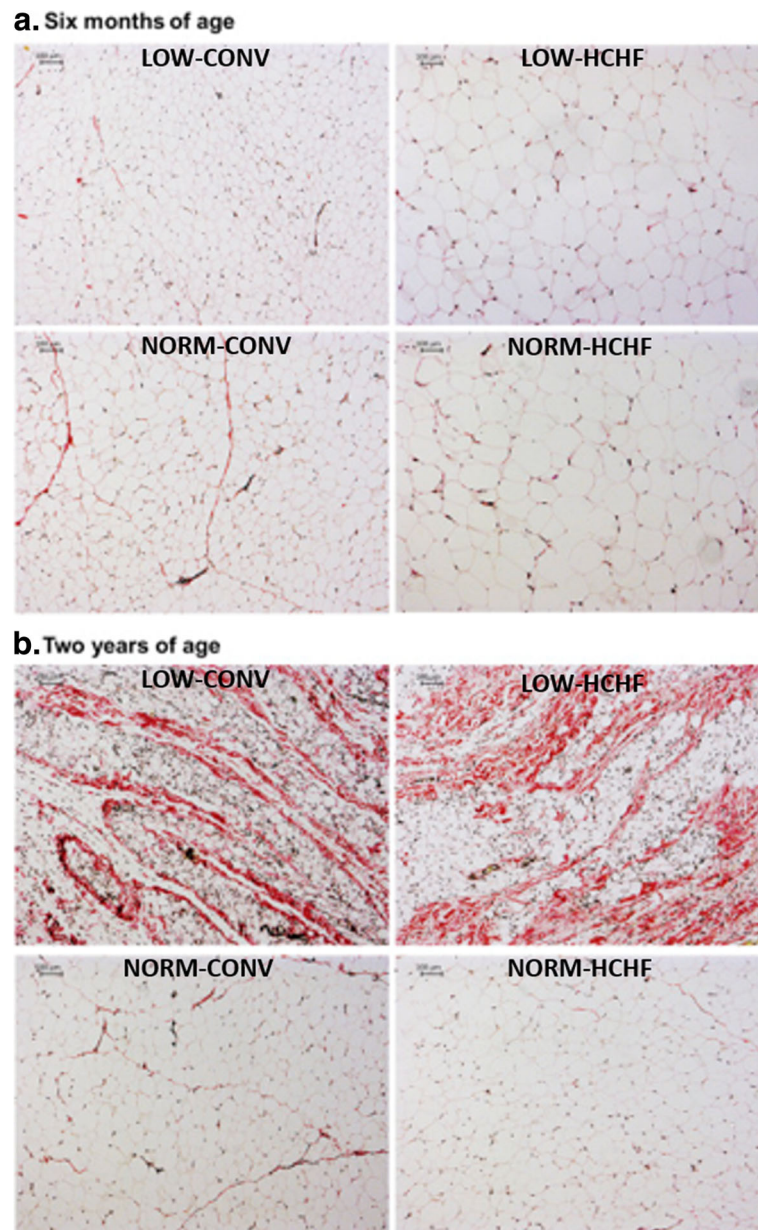 a. Six months of age
LOW-CONV
LOW-HCHF
NORM-CONV
NORM-HCHF
b. Two years of age
LOW-CONV
LOW-HCHF
NORM-CONV
NORM-HCHF